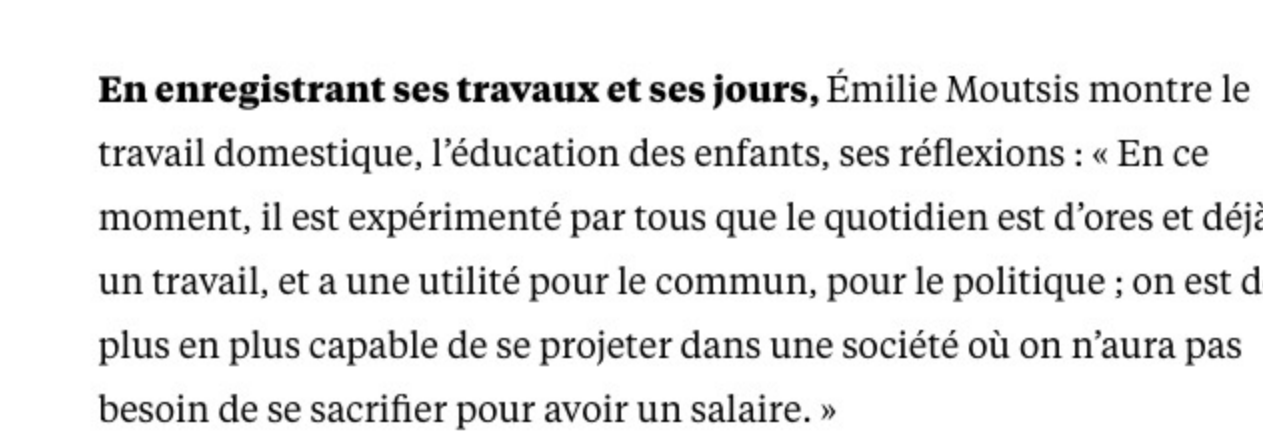 En enregistrant ses travaux et ses jours, Émilie Moutsis montre le
travail domestique, l’éducation des enfants, ses réflexions : « En ce
moment, il est expérimenté par tous que le quotidien est d’ores et déjà
un travail, et a une utilité pour le commun, pour le politique ; on est d
plus en plus capable de se projeter dans une société où on n’aura pas
besoin de se sacrifier pour avoir un salaire. »